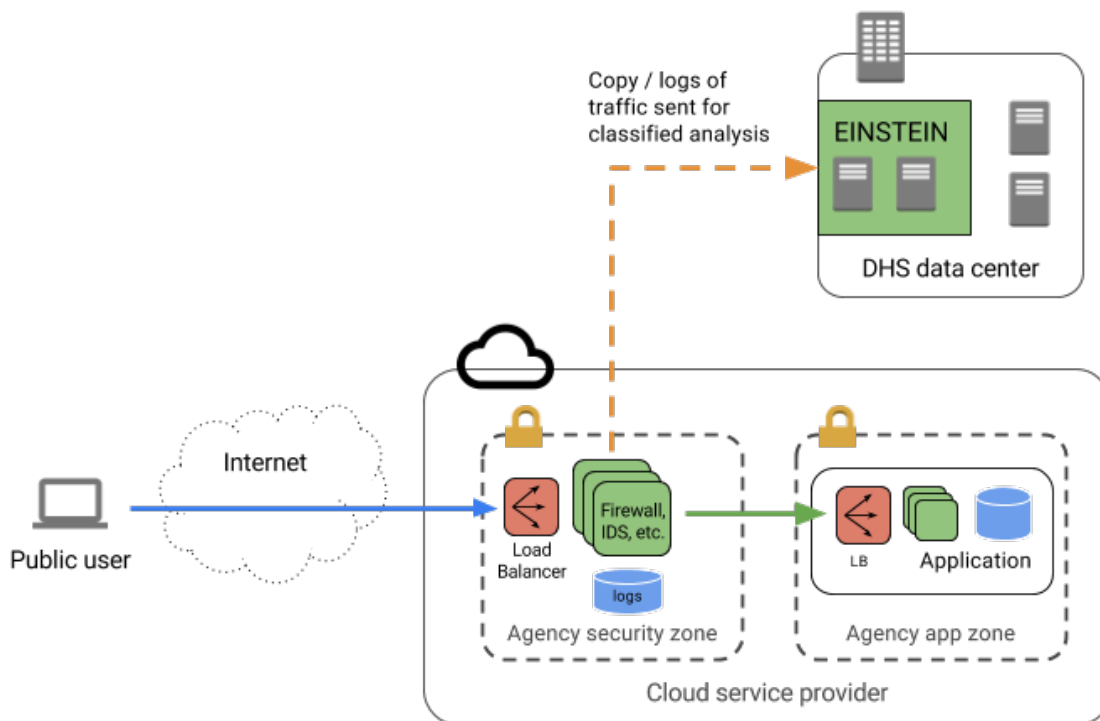 Copy / logs of
traffic sent for
classified analysis
EINSTEIN
DHS data center
Internet
Public user
Load
Balancer
Firewall,
IDS, etc.
logs
Agency security zone
LB
Application
Agency app zone
Cloud service provider